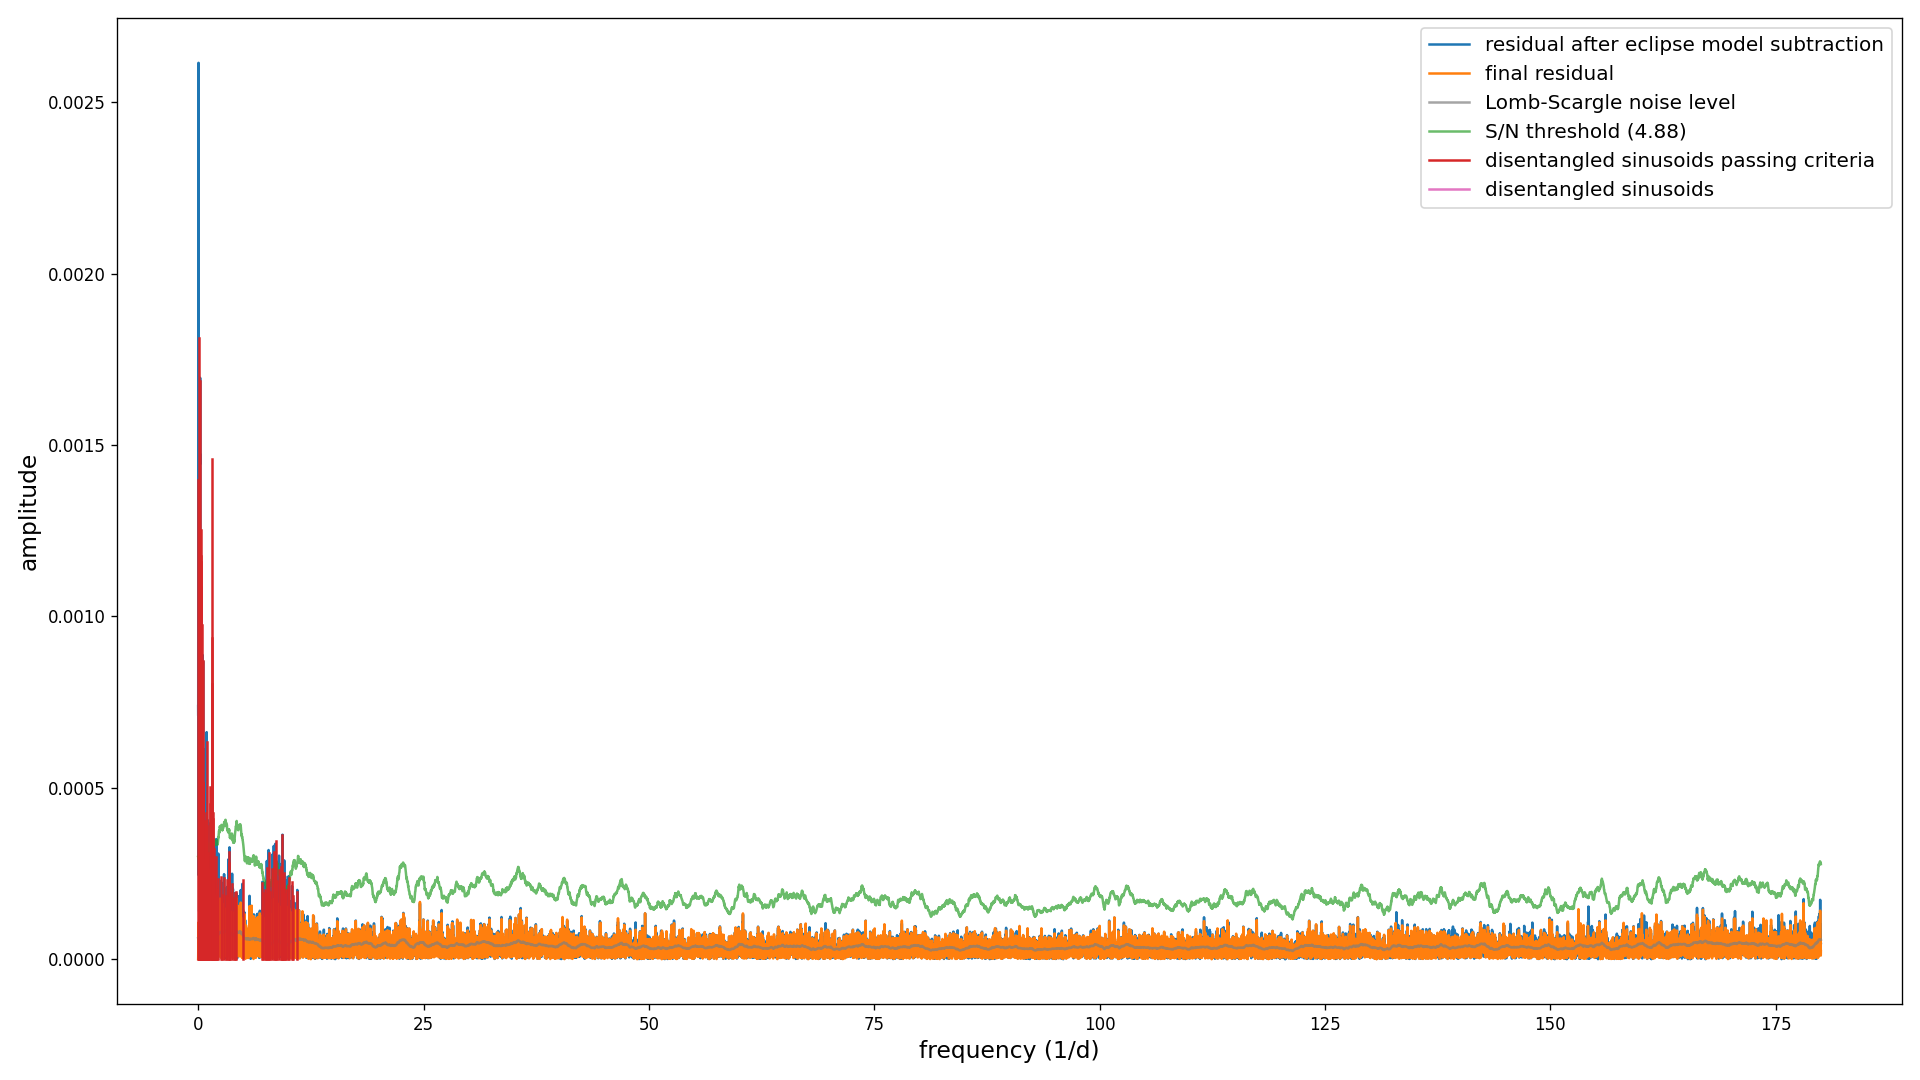 residual after eclipse model subtraction
final residual
Lomb-Scargle noise level
S/N threshold (4.88)
disentangled sinusoids passing criteria
disentangled sinusoids
amplitude
0.0025
0.0020
0.0015
0.0010
0.0005
0.0000
0 25 50 75 100 125 150 175
frequency (1/d)